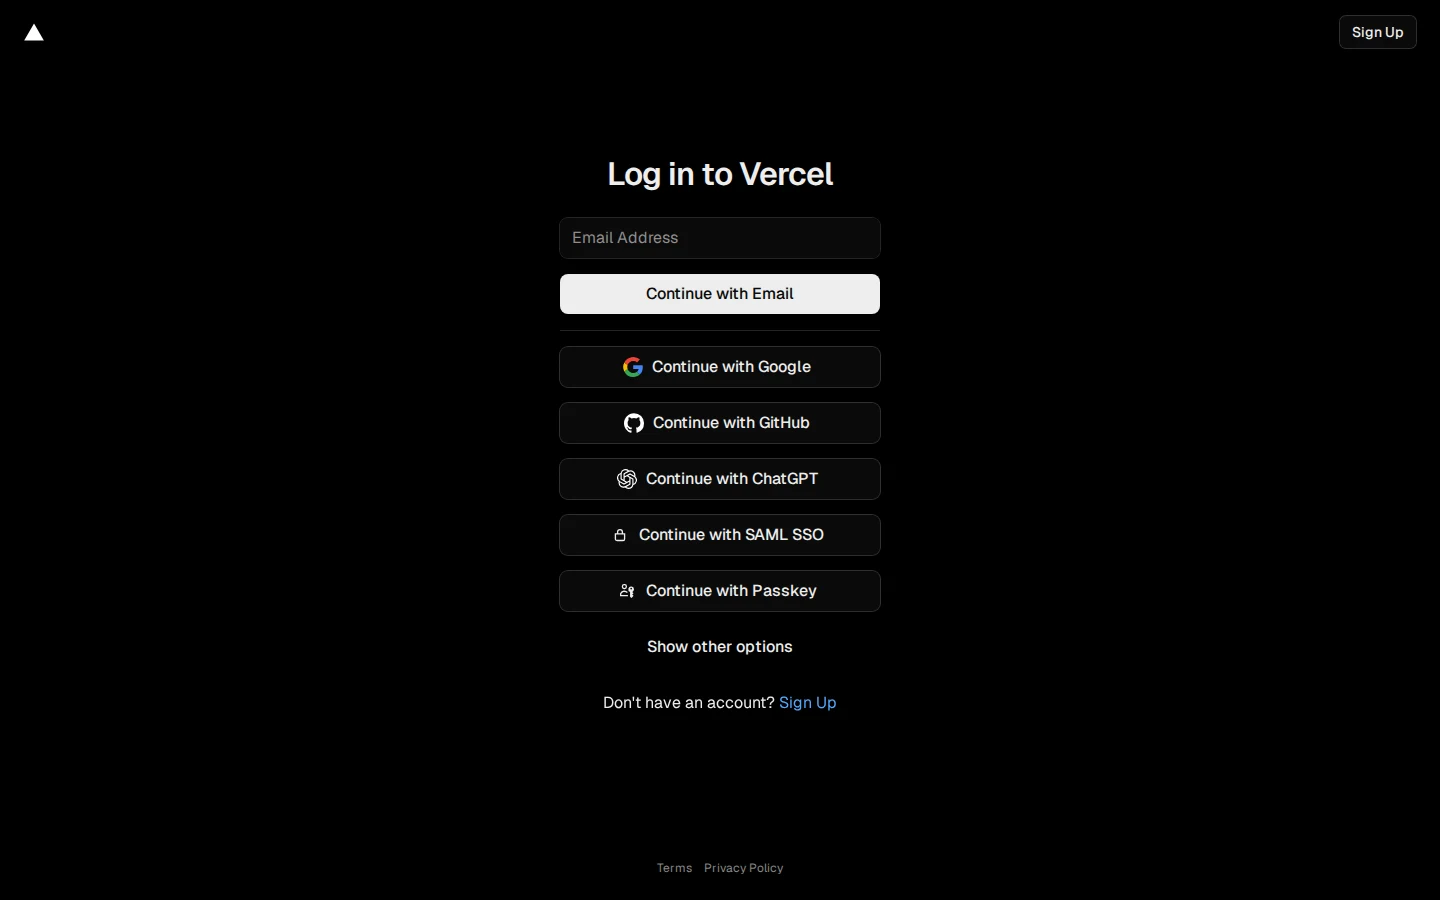 Sign Up
Log in to Vercel
Email Address
Continue with Email
Continue with Google
Continue with GitHub
Continue with ChatGPT
Continue with SAML SSO
Continue with Passkey
Show other options
Don't have an account? Sign Up
Terms Privacy Policy